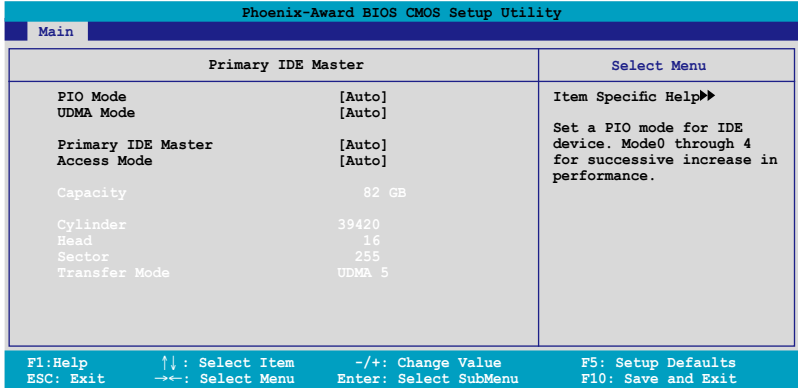 Phoenix-Award BIOS CMOS Setup Utility
Main
Primary IDE Master
Select Menu
PIO Mode [Auto]
UDMA Mode [Auto]
Primary IDE Master [Auto]
Access Mode [Auto]
Capacity 82 GB
Cylinder 39420
Head 16
Sector 255
Transfer Mode UDMA 5
Item Specific Help▶▶
Set a PIO mode for IDE
device. Mode0 through 4
for successive increase in
performance.
F1:Help ↑↓: Select Item -/+: Change Value F5: Setup Defaults
ESC: Exit →←: Select Menu Enter: Select SubMenu F10: Save and Exit